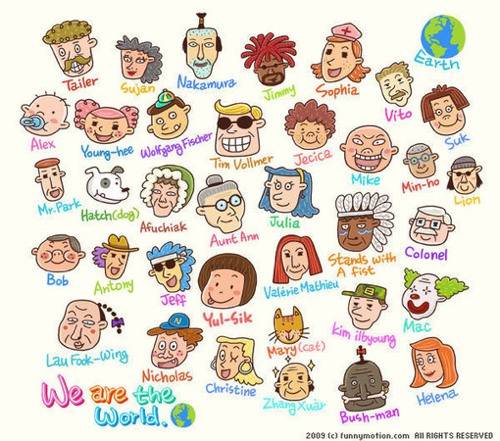 Earth
Tailer
Sujan
Nakamura
Jimmy
Sophia
Vito
Alex
Young-hee
Wolfgang Fischer
Tim Vollmer
Jecica
Mike
Min-ho
Suk
Mr.Park
Hatch(dog)
Afuchiak
Aunt Ann
Julia
Stands with
A fist
Colonel
Lion
Bob
Antony
Jeff
Yul-Sik
Valérie Mathieu
Kim ilbyoung
Mac
Lau Fook-Wing
Nicholas
Christine
Mary(cat)
Zhang Xuàr
Bush-man
Helena
We are the
World.
2009 (c) funnymotion.com All RIGHTS RESERVED